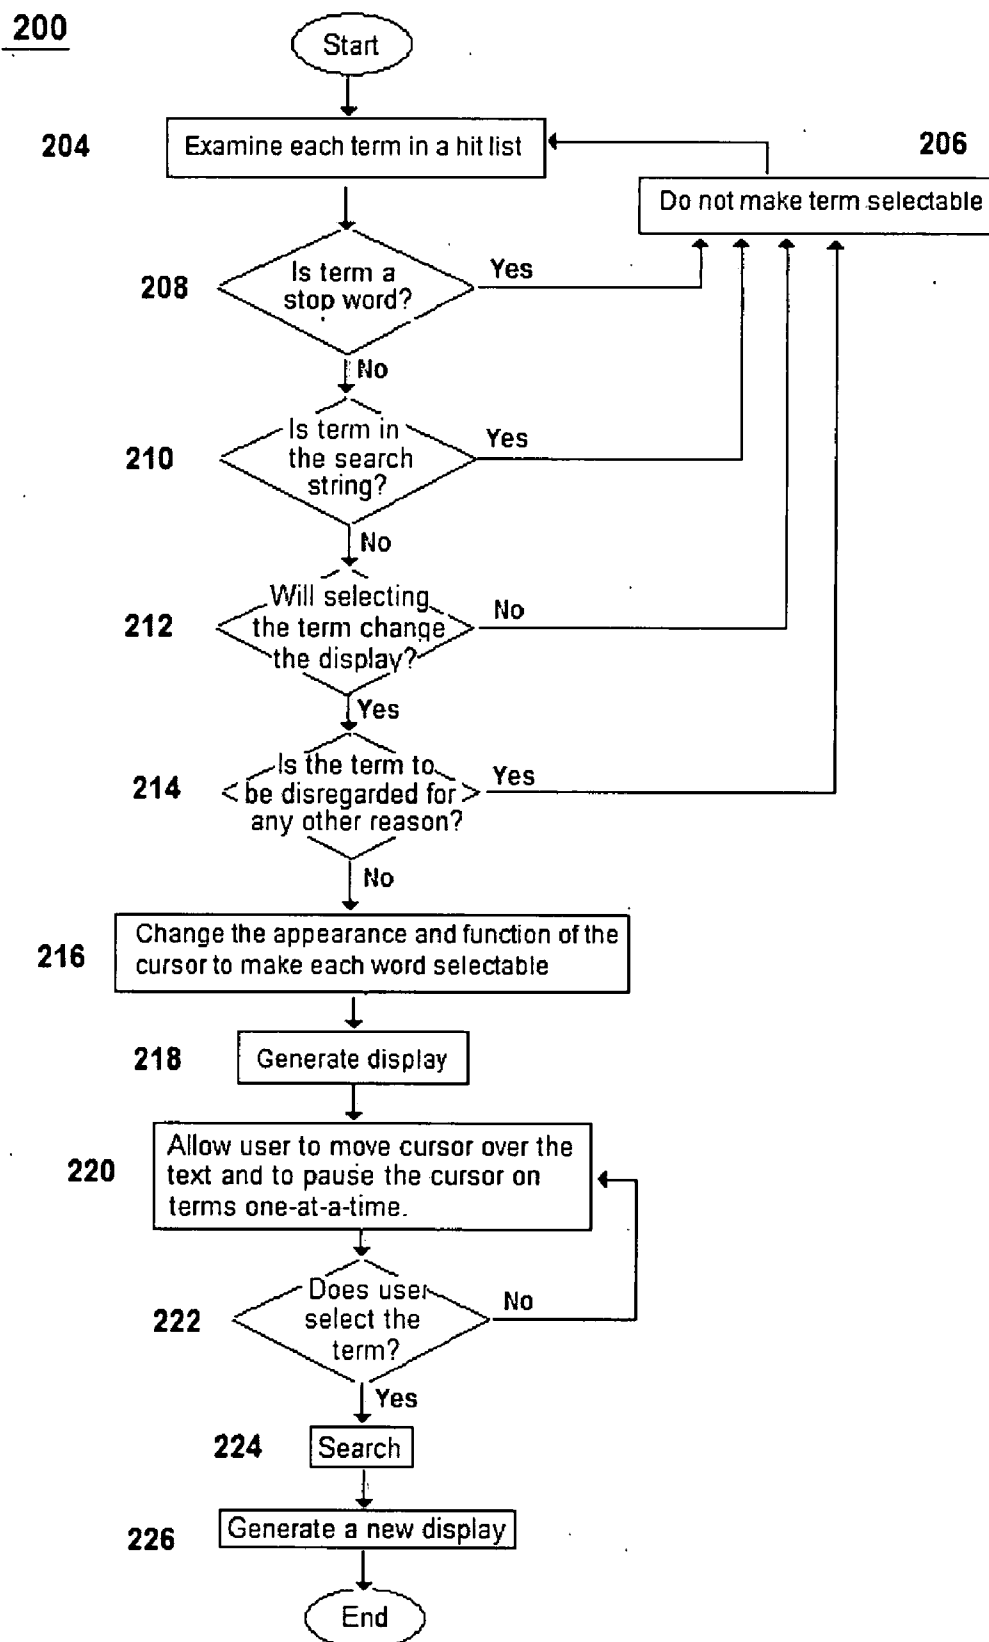 200
Start
204
Examine each term in a hit list
206
Do not make term selectable
208
Is term a
stop word?
Yes
No
210
Is term in
the search
string?
Yes
No
212
Will selecting
the term change
the display?
No
Yes
214
Is the term to
be disregarded for
any other reason?
Yes
No
216
Change the appearance and function of the
cursor to make each word selectable
218
Generate display
220
Allow user to move cursor over the
text and to pause the cursor on
terms one-at-a-time.
222
Does user
select the
term?
No
Yes
224
Search
226
Generate a new display
End